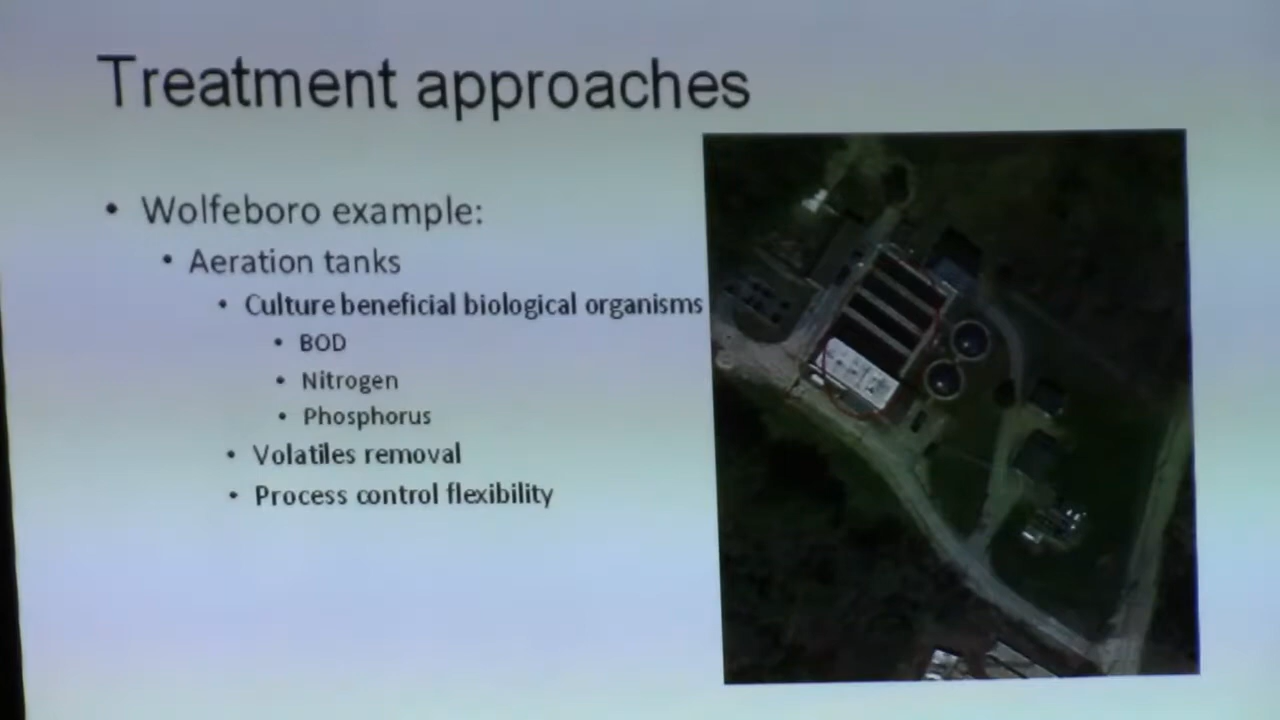 Treatment approaches
• Wolfeboro example:
• Aeration tanks
• Culture beneficial biological organisms
• BOD
• Nitrogen
• Phosphorus
• Volatiles removal
• Process control flexibility